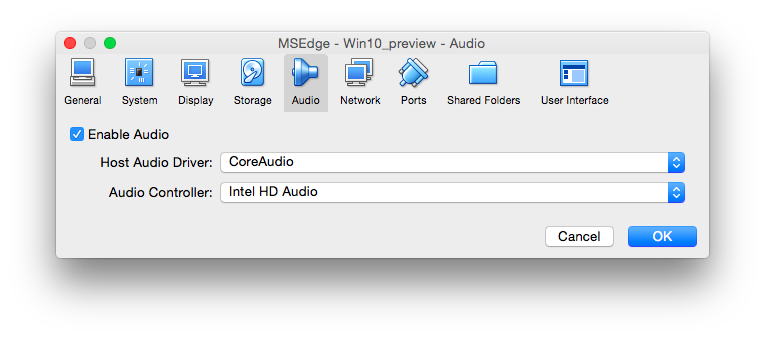 MSEdge - Win10_preview - Audio
General System Display Storage Audio Network Ports Shared Folders User Interface
Enable Audio
Host Audio Driver: CoreAudio
Audio Controller: Intel HD Audio
Cancel OK